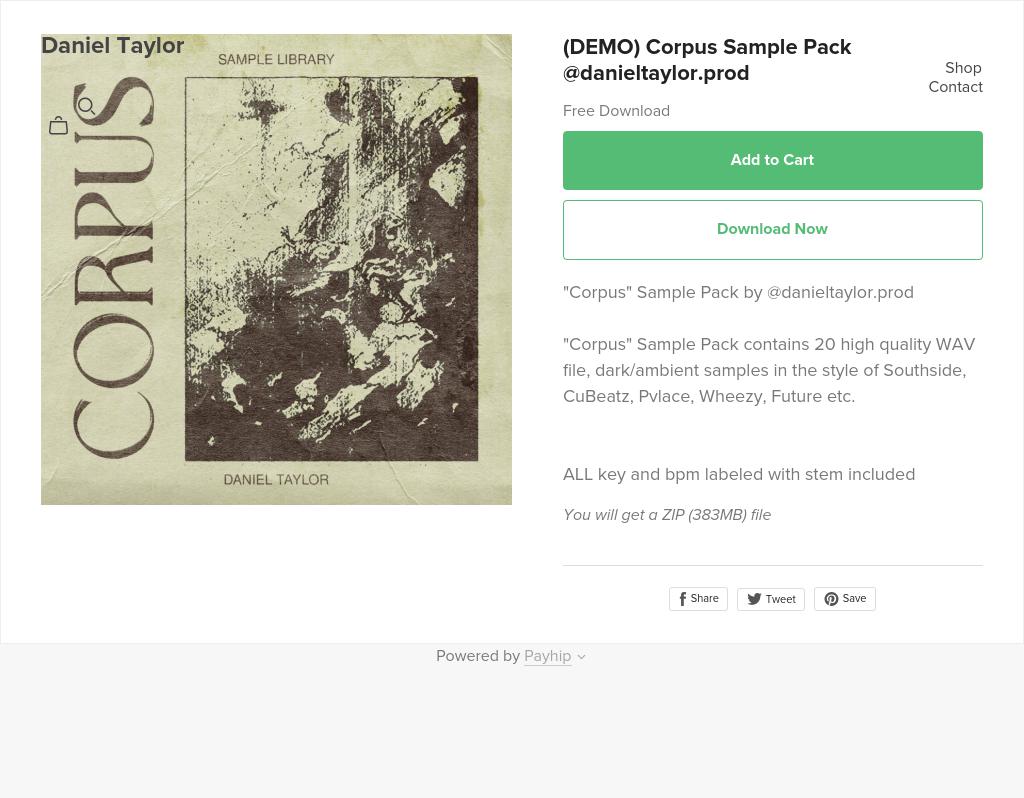 Daniel Taylor
SAMPLE LIBRARY
CORPUS
DANIEL TAYLOR
(DEMO) Corpus Sample Pack
@danieltaylor.prod
Shop
Contact
Free Download
Add to Cart
Download Now
"Corpus" Sample Pack by @danieltaylor.prod
"Corpus" Sample Pack contains 20 high quality WAV
file, dark/ambient samples in the style of Southside,
CuBeatz, Pvlace, Wheezy, Future etc.
ALL key and bpm labeled with stem included
You will get a ZIP (383MB) file
Share
Tweet
Save
Powered by Payhip